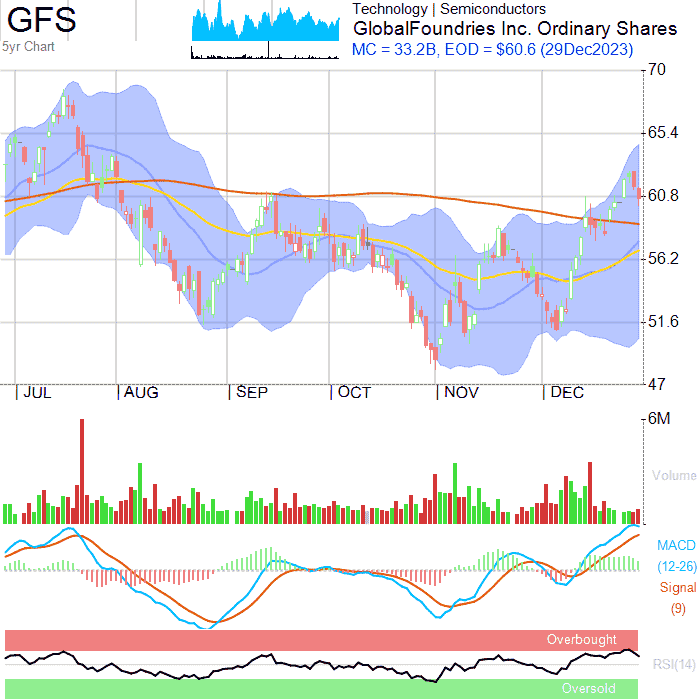 GFS
5yr Chart
Technology | Semiconductors
GlobalFoundries Inc. Ordinary Shares
MC = 33.2B, EOD = $60.6 (29Dec2023)
70
65.4
60.8
56.2
51.6
47
JUL AUG SEP OCT NOV DEC
6M
Volume
MACD
(12-26)
Signal
(9)
Overbought
RSI(14)
Oversold